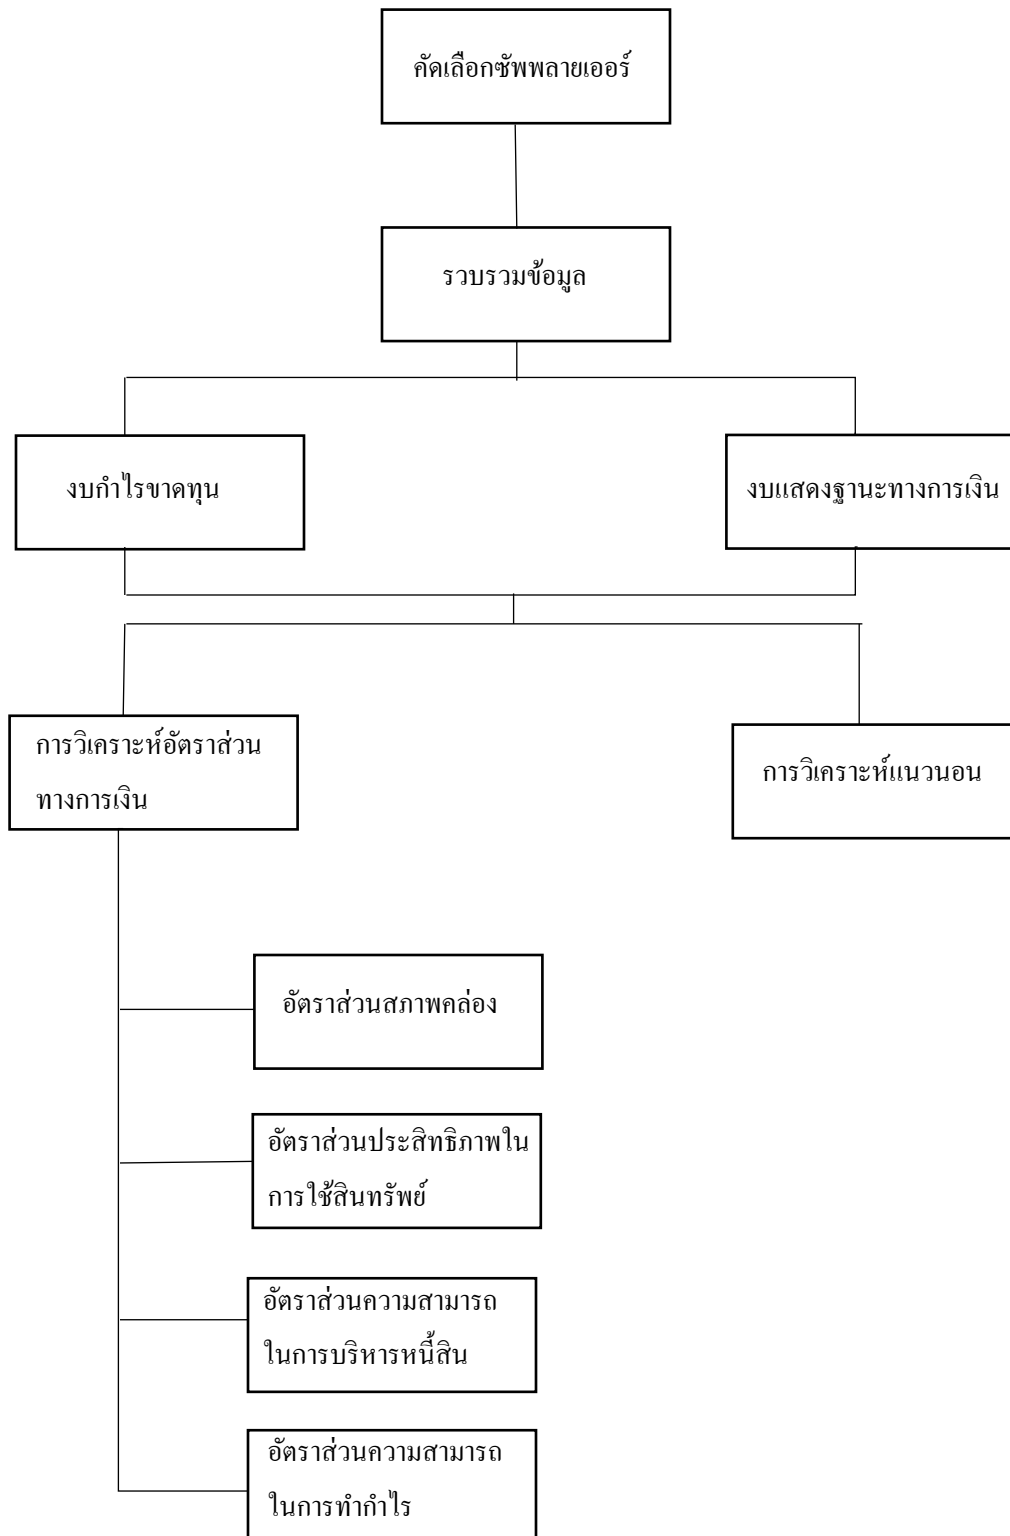 คัดเลือกซัพพลายเออร์
รวบรวมข้อมูล
งบกำไรขาดทุน
งบแสดงฐานะทางการเงิน
การวิเคราะห์อัตราส่วน
ทางการเงิน
การวิเคราะห์แนวนอน
อัตราส่วนสภาพคล่อง
อัตราส่วนประสิทธิภาพใน
การใช้สินทรัพย์
อัตราส่วนความสามารถ
ในการบริหารหนี้สิน
อัตราส่วนความสามารถ
ในการทำกำไร